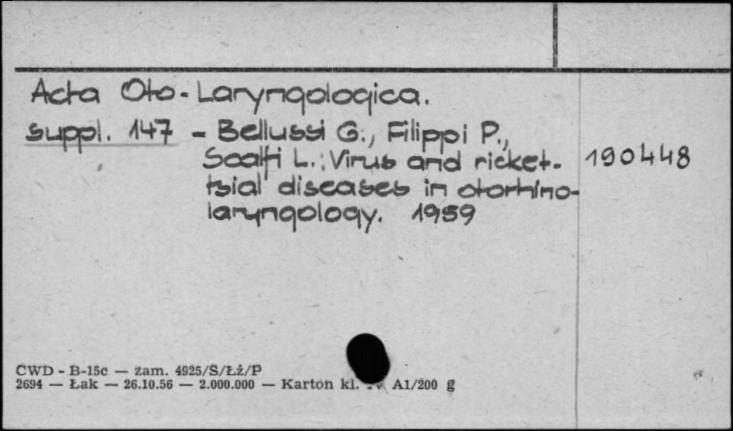 Acta Oto-Laryngologica.
suppl. 147 - Bellussi G., Filippi P.,
Scalfi L.: Virus and ricket- 190448
tsial diseases in otorhino-
laryngology. 1959
CWD - B-15c — zam. 4925/S/Łż/P
2694 — Łak — 26.10.56 — 2.000.000 — Karton kl. A1/200 g